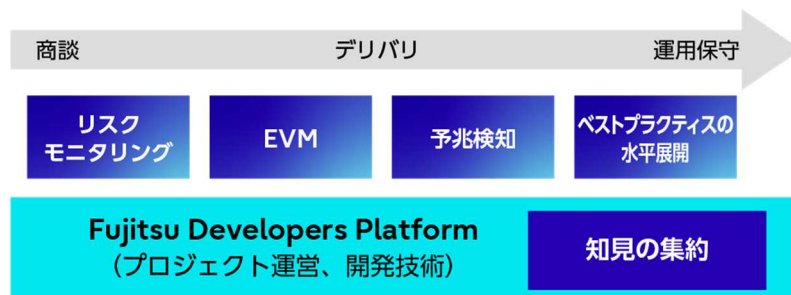 商談 デリバリ 運用保守
リスク
モニタリング
EVM
予兆検知
ベストプラクティスの
水平展開
Fujitsu Developers Platform
（プロジェクト運営、開発技術）
知見の集約